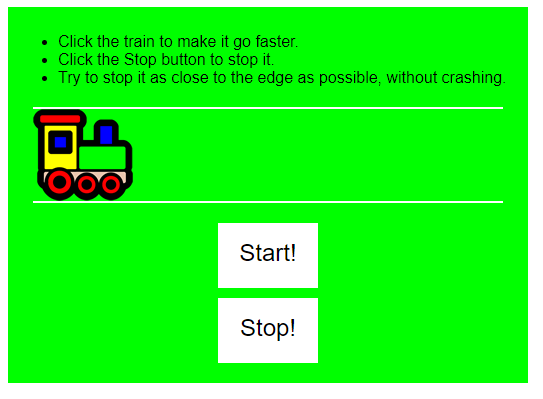 Click the train to make it go faster.
Click the Stop button to stop it.
Try to stop it as close to the edge as possible, without crashing.
Start!
Stop!